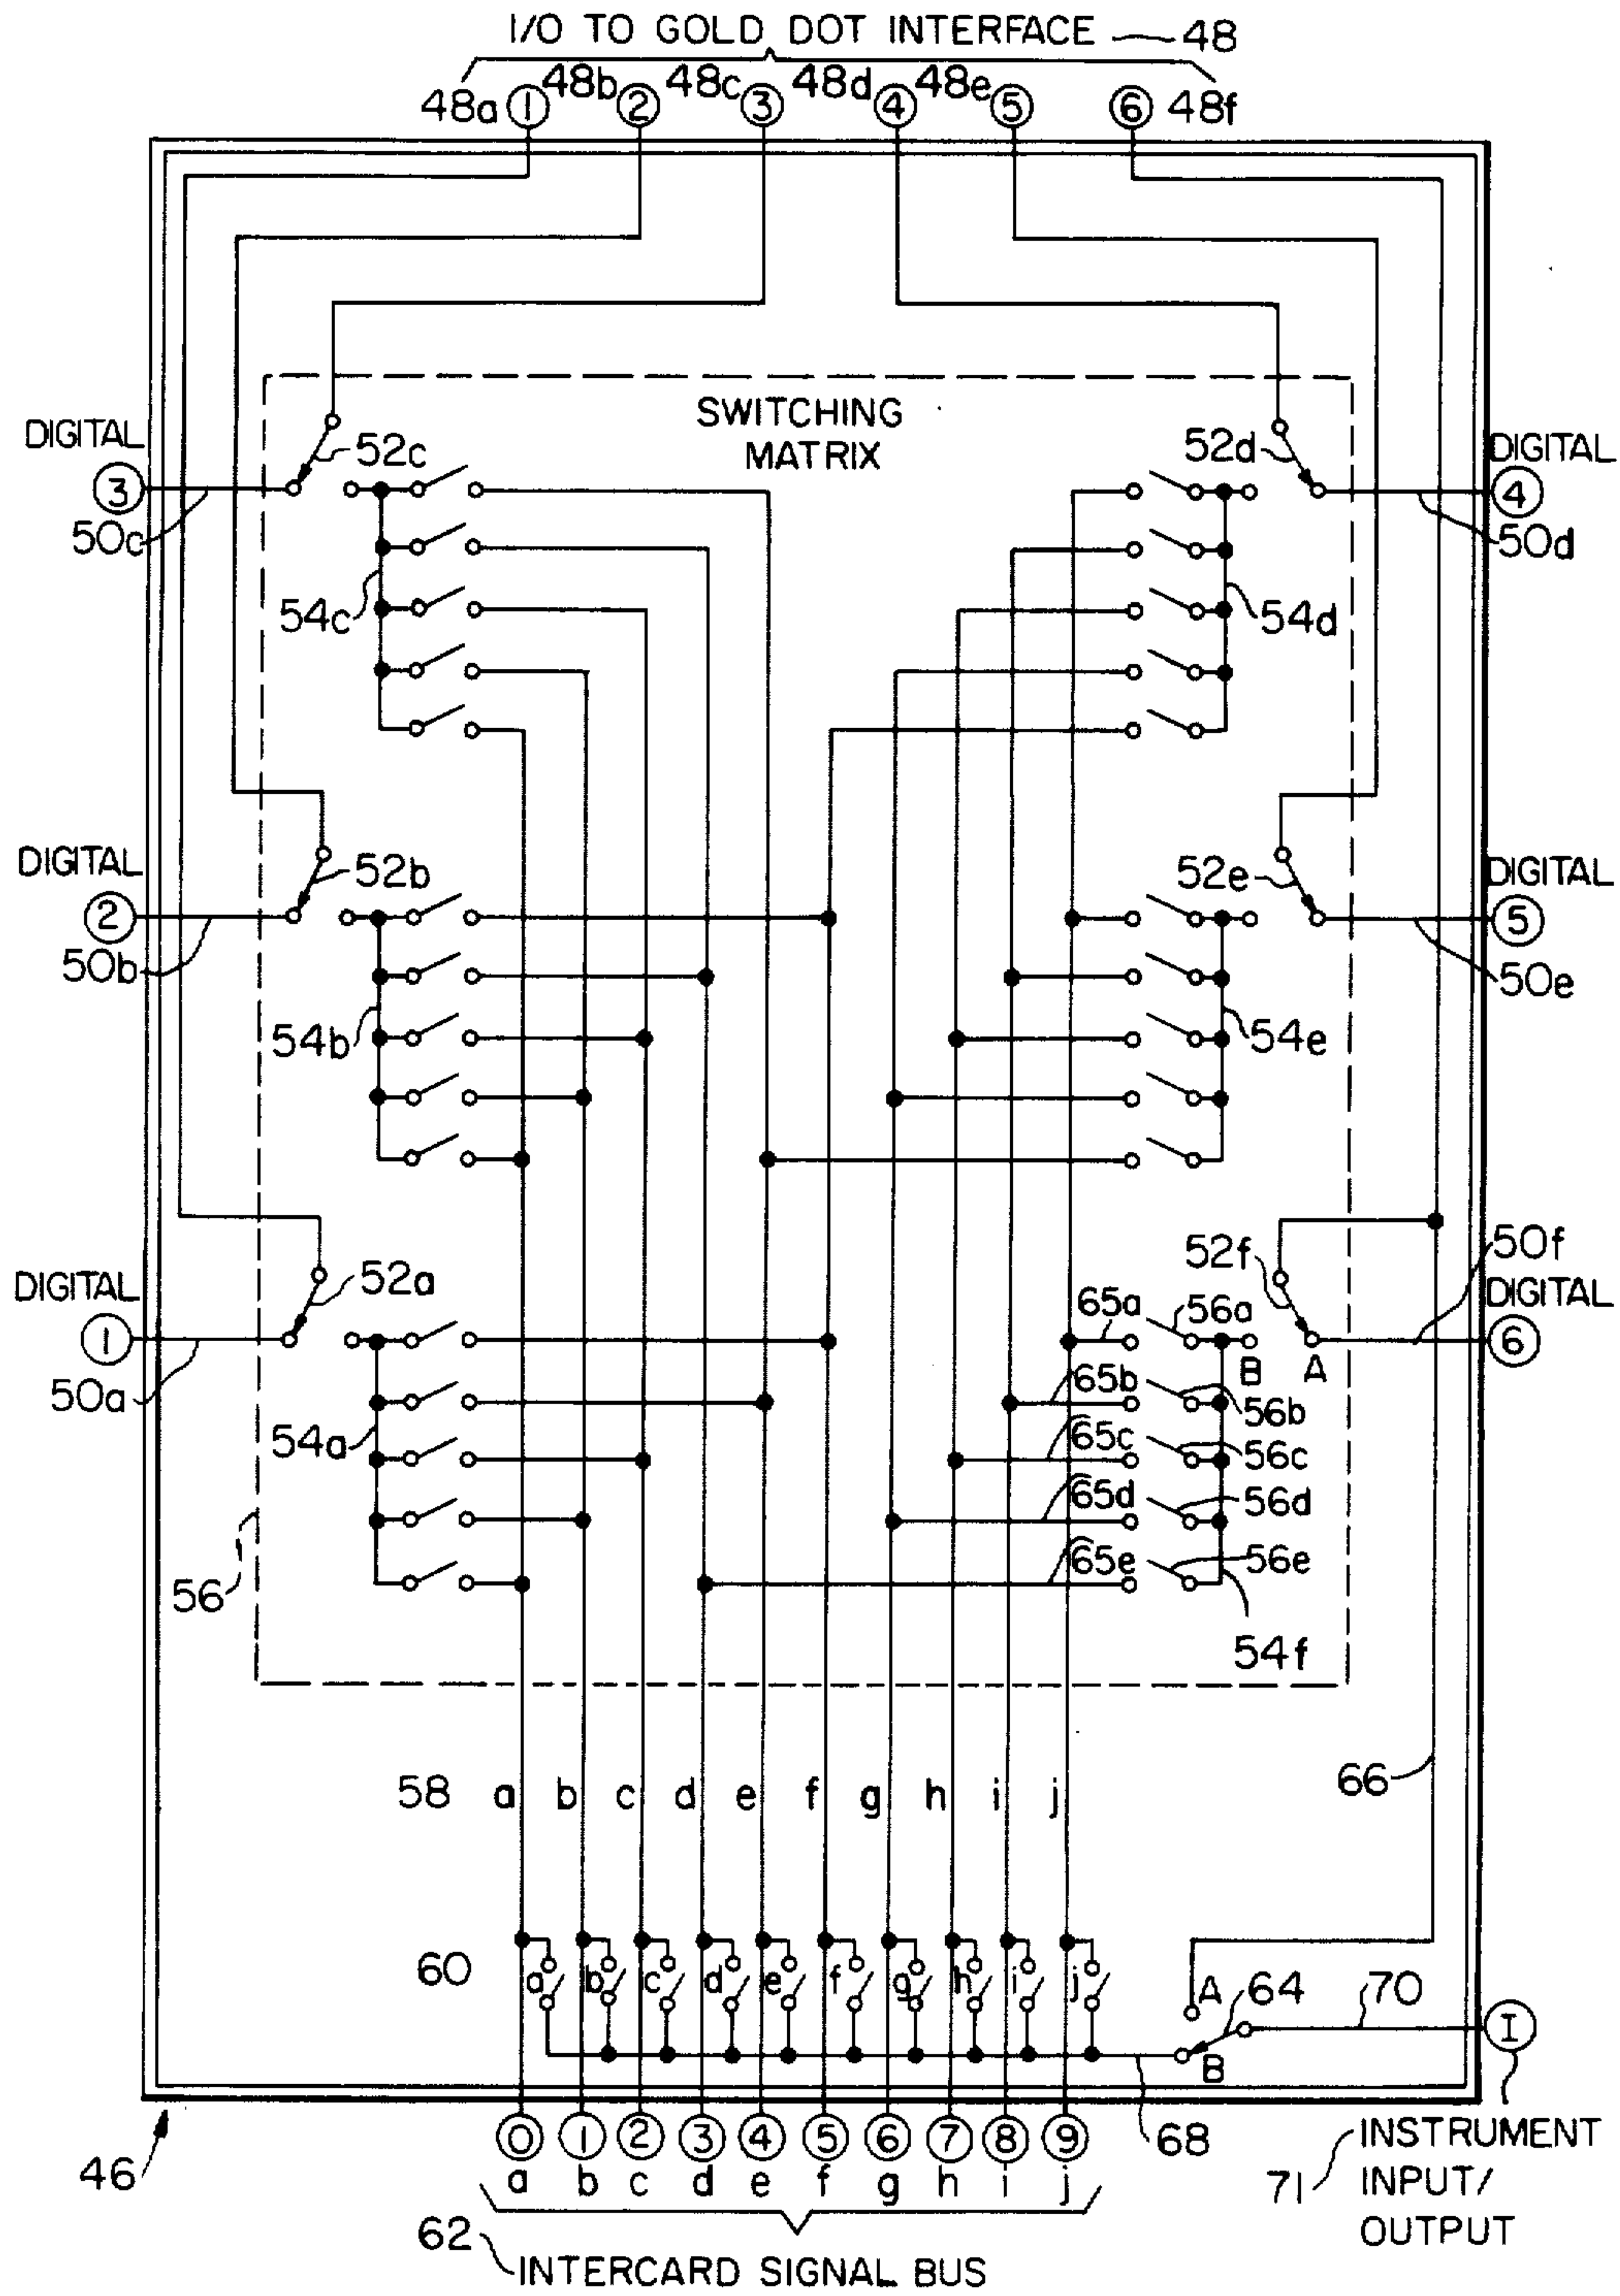 I/O TO GOLD DOT INTERFACE 48
48a 1 48b 2 48c 3 48d 4 48e 5 6 48f
SWITCHING
MATRIX
DIGITAL
3
50c
52c
54c
52d
DIGITAL
4
50d
54d
DIGITAL
2
50b
52b
54b
52e
DIGITAL
5
50e
54e
DIGITAL
1
50a
52a
54a
52f
50f
DIGITAL
6
65a 56a
B A
65b 56b
65c 56c
65d 56d
65e 56e
54f
56
58 a b c d e f g h i j
66
60 a b c d e f g h i j
A 64 70 I
B
0 1 2 3 4 5 6 7 8 9 68
a b c d e f g h i j
46
62 INTERCARD SIGNAL BUS
71 INSTRUMENT
INPUT/
OUTPUT